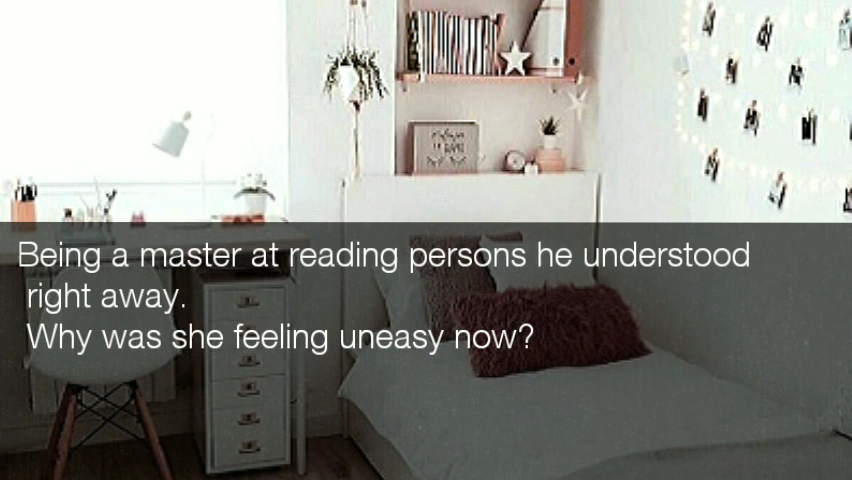 Being a master at reading persons he understood
right away.
Why was she feeling uneasy now?